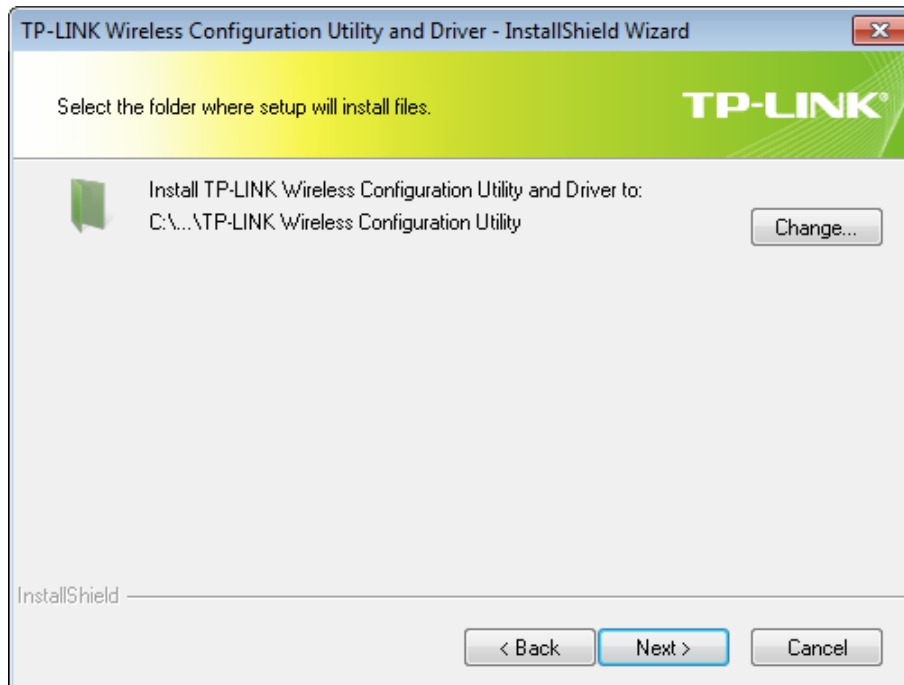 TP-LINK Wireless Configuration Utility and Driver - InstallShield Wizard
Select the folder where setup will install files.
TP-LINK®
Install TP-LINK Wireless Configuration Utility and Driver to:
C:\...\TP-LINK Wireless Configuration Utility
Change...
InstallShield
< Back
Next >
Cancel